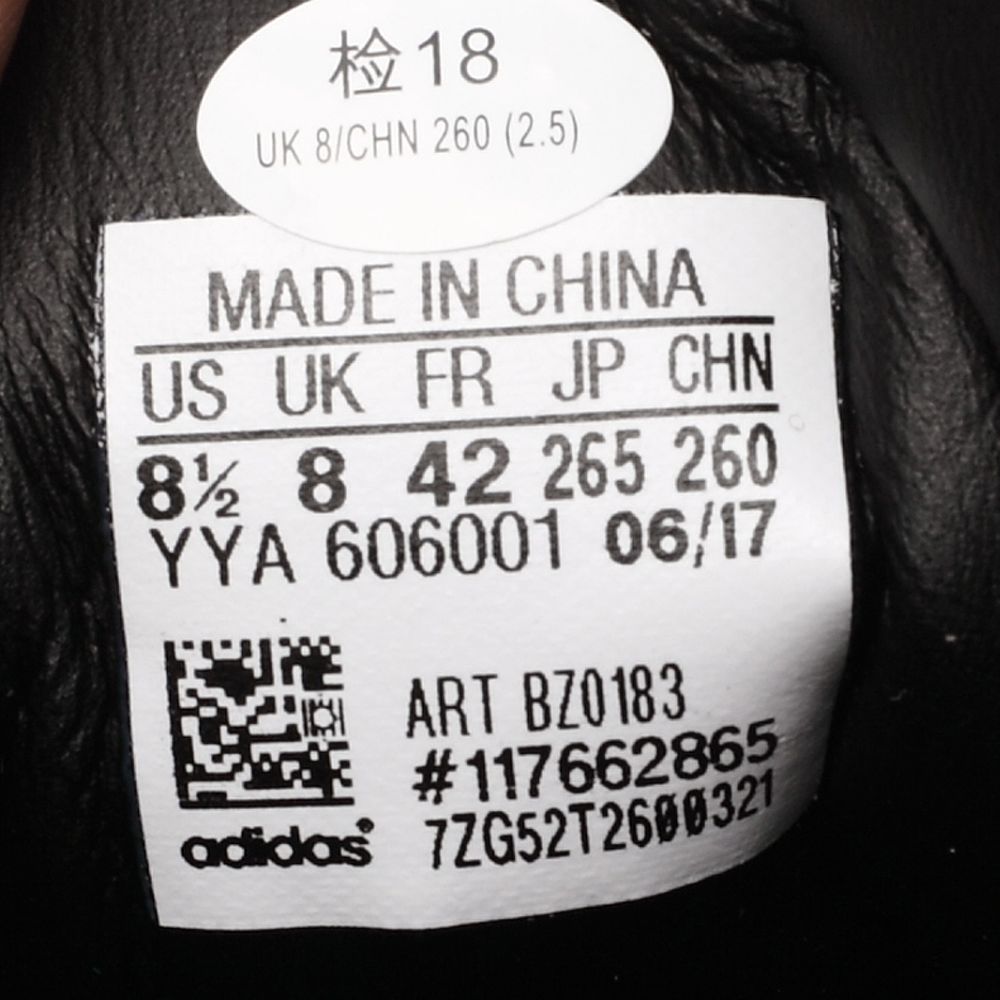 检18
UK 8/CHN 260 (2.5)
MADE IN CHINA
US UK FR JP CHN
8½ 8 42 265 260
YYA 606001 06/17
ART BZ0183
#117662865
7ZG52T2600321
adidas